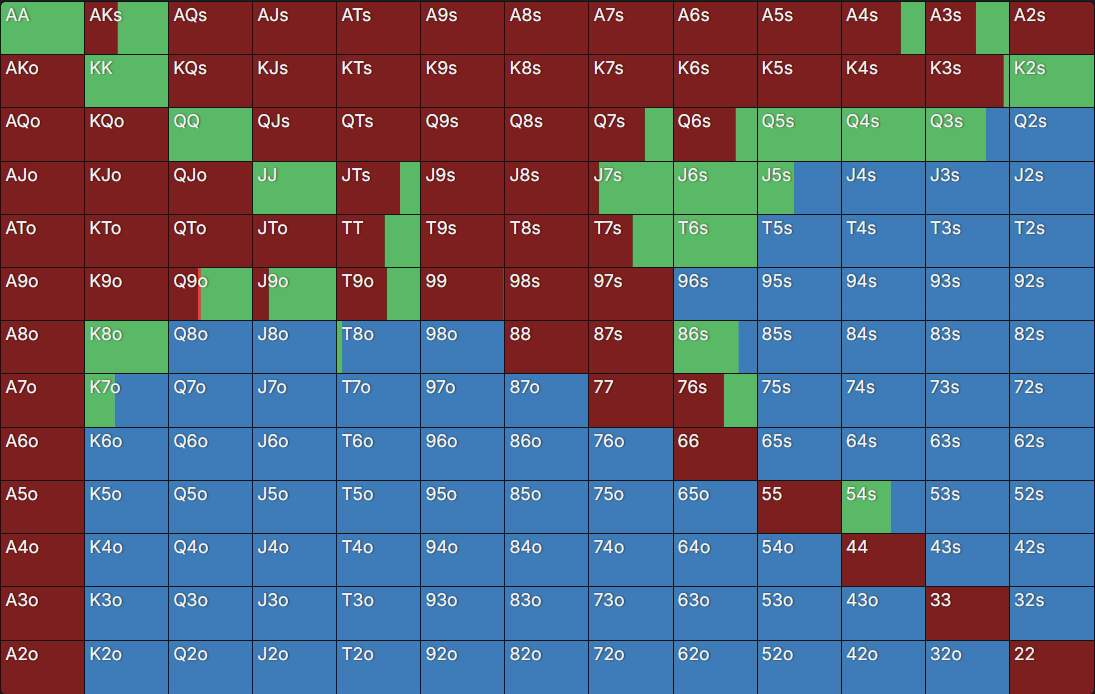 AA AKs AQs AJs ATs A9s A8s A7s A6s A5s A4s A3s A2s
AKo KK KQs KJs KTs K9s K8s K7s K6s K5s K4s K3s K2s
AQo KQo QQ QJs QTs Q9s Q8s Q7s Q6s Q5s Q4s Q3s Q2s
AJo KJo QJo JJ JTs J9s J8s J7s J6s J5s J4s J3s J2s
ATo KTo QTo JTo TT T9s T8s T7s T6s T5s T4s T3s T2s
A9o K9o Q9o J9o T9o 99 98s 97s 96s 95s 94s 93s 92s
A8o K8o Q8o J8o T8o 98o 88 87s 86s 85s 84s 83s 82s
A7o K7o Q7o J7o T7o 97o 87o 77 76s 75s 74s 73s 72s
A6o K6o Q6o J6o T6o 96o 86o 76o 66 65s 64s 63s 62s
A5o K5o Q5o J5o T5o 95o 85o 75o 65o 55 54s 53s 52s
A4o K4o Q4o J4o T4o 94o 84o 74o 64o 54o 44 43s 42s
A3o K3o Q3o J3o T3o 93o 83o 73o 63o 53o 43o 33 32s
A2o K2o Q2o J2o T2o 92o 82o 72o 62o 52o 42o 32o 22